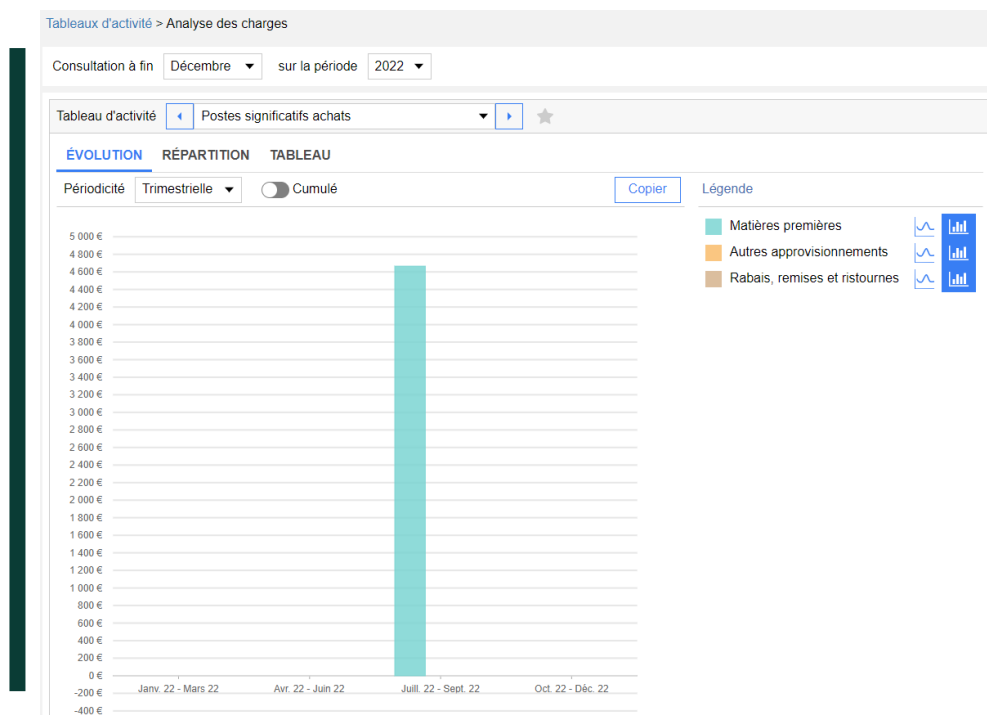 Tableaux d'activité > Analyse des charges
Consultation à fin Décembre sur la période 2022
Tableau d'activité Postes significatifs achats
ÉVOLUTION RÉPARTITION TABLEAU
Périodicité Trimestrielle Cumulé Copier Légende
Matières premières
Autres approvisionnements
Rabais, remises et ristournes
5 000 €
4 800 €
4 600 €
4 400 €
4 200 €
4 000 €
3 800 €
3 600 €
3 400 €
3 200 €
3 000 €
2 800 €
2 600 €
2 400 €
2 200 €
2 000 €
1 800 €
1 600 €
1 400 €
1 200 €
1 000 €
800 €
600 €
400 €
200 €
0 €
-200 €
-400 €
Janv. 22 - Mars 22 Avr. 22 - Juin 22 Juill. 22 - Sept. 22 Oct. 22 - Déc. 22